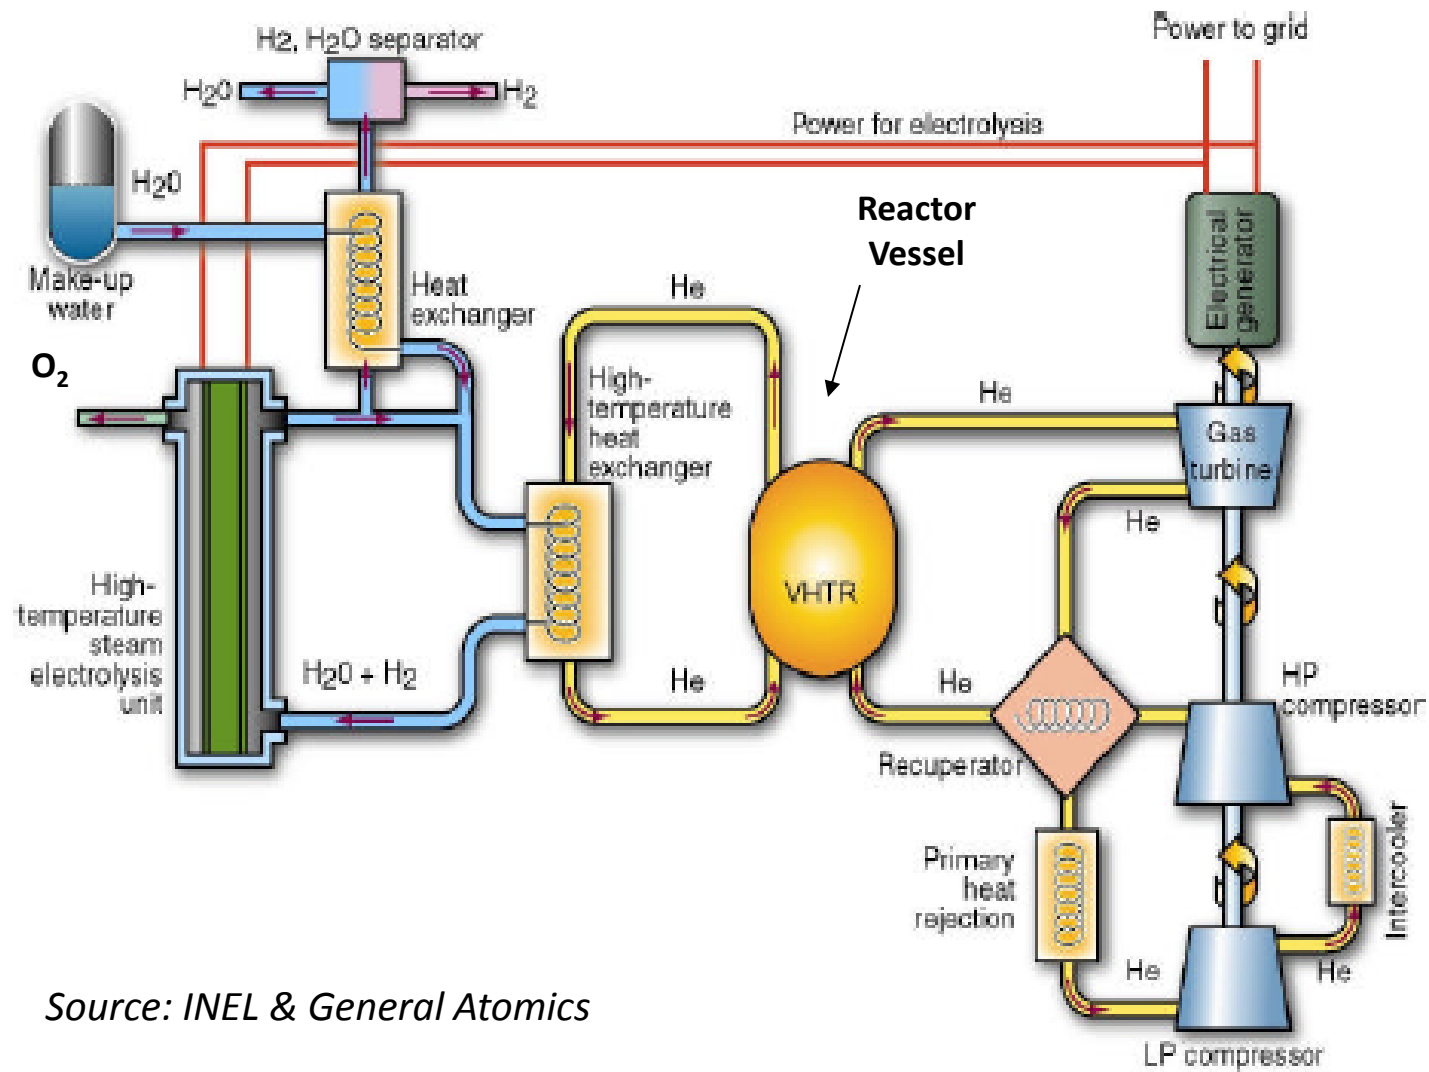 Power to grid
H2, H2O separator
H2O
H2
Power for electrolysis
H2O
Reactor
Vessel
Electrical
generator
Make-up
water
Heat
exchanger
He
O2
High-
temperature
heat
exchanger
He
Gas
turbine
He
VHTR
High-
temperature
steam
electrolysis
unit
H2O + H2
He
He
HP
compressor
Recuperator
Intercooler
Primary
heat
rejection
He
He
Source: INEL & General Atomics
LP compressor